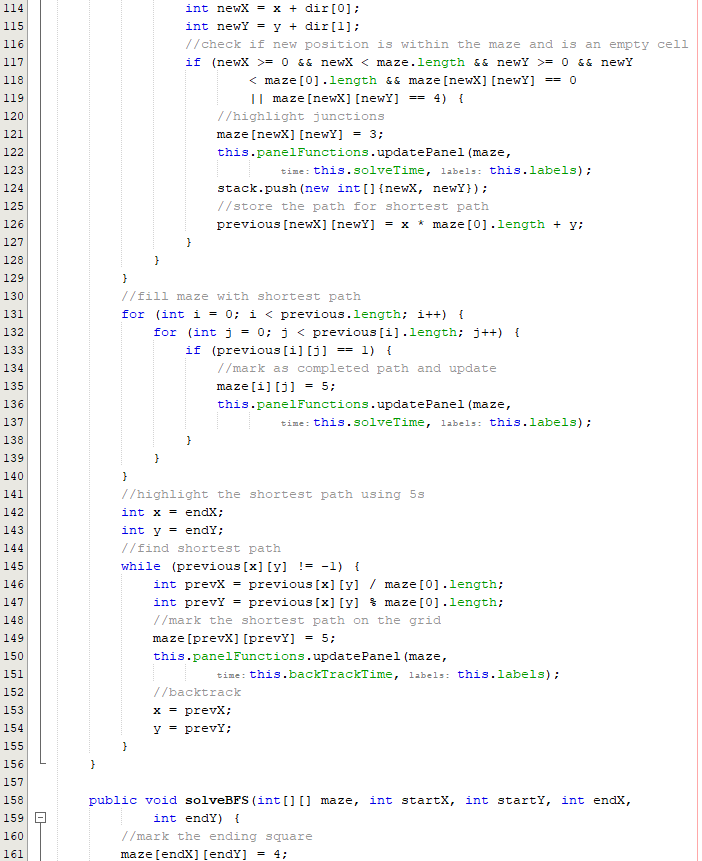 114 int newX = x + dir[0];
115 int newY = y + dir[1];
116 //check if new position is within the maze and is an empty cell
117 if (newX >= 0 && newX < maze.length && newY >= 0 && newY
118 < maze[0].length && maze[newX][newY] == 0
119 || maze[newX][newY] == 4) {
120 //highlight junctions
121 maze[newX][newY] = 3;
122 this.panelFunctions.updatePanel(maze,
123 time: this.solveTime, labels: this.labels);
124 stack.push(new int[]{newX, newY});
125 //store the path for shortest path
126 previous[newX][newY] = x * maze[0].length + y;
127 }
128 }
129 }
130 //fill maze with shortest path
131 for (int i = 0; i < previous.length; i++) {
132 for (int j = 0; j < previous[i].length; j++) {
133 if (previous[i][j] == 1) {
134 //mark as completed path and update
135 maze[i][j] = 5;
136 this.panelFunctions.updatePanel(maze,
137 time: this.solveTime, labels: this.labels);
138 }
139 }
140 }
141 //highlight the shortest path using 5s
142 int x = endX;
143 int y = endY;
144 //find shortest path
145 while (previous[x][y] != -1) {
146 int prevX = previous[x][y] / maze[0].length;
147 int prevY = previous[x][y] % maze[0].length;
148 //mark the shortest path on the grid
149 maze[prevX][prevY] = 5;
150 this.panelFunctions.updatePanel(maze,
151 time: this.backTrackTime, labels: this.labels);
152 //backtrack
153 x = prevX;
154 y = prevY;
155 }
156 }
157
158 public void solveBFS(int[][] maze, int startX, int startY, int endX,
159 int endY) {
160 //mark the ending square
161 maze[endX][endY] = 4;